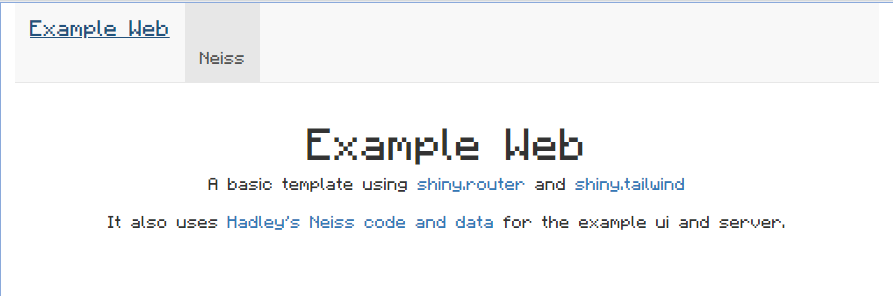 Example Web
Neiss
Example Web
A basic template using shiny.router and shiny.tailwind
It also uses Hadley's Neiss code and data for the example ui and server.